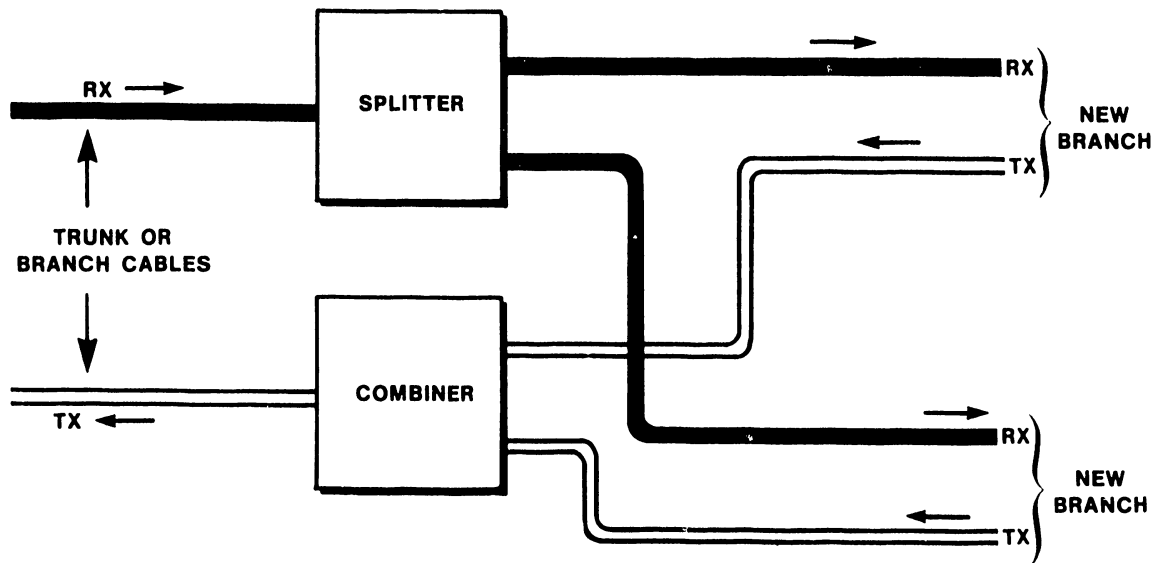 RX
SPLITTER
RX
NEW
BRANCH
TX
TRUNK OR
BRANCH CABLES
COMBINER
TX
RX
NEW
BRANCH
TX